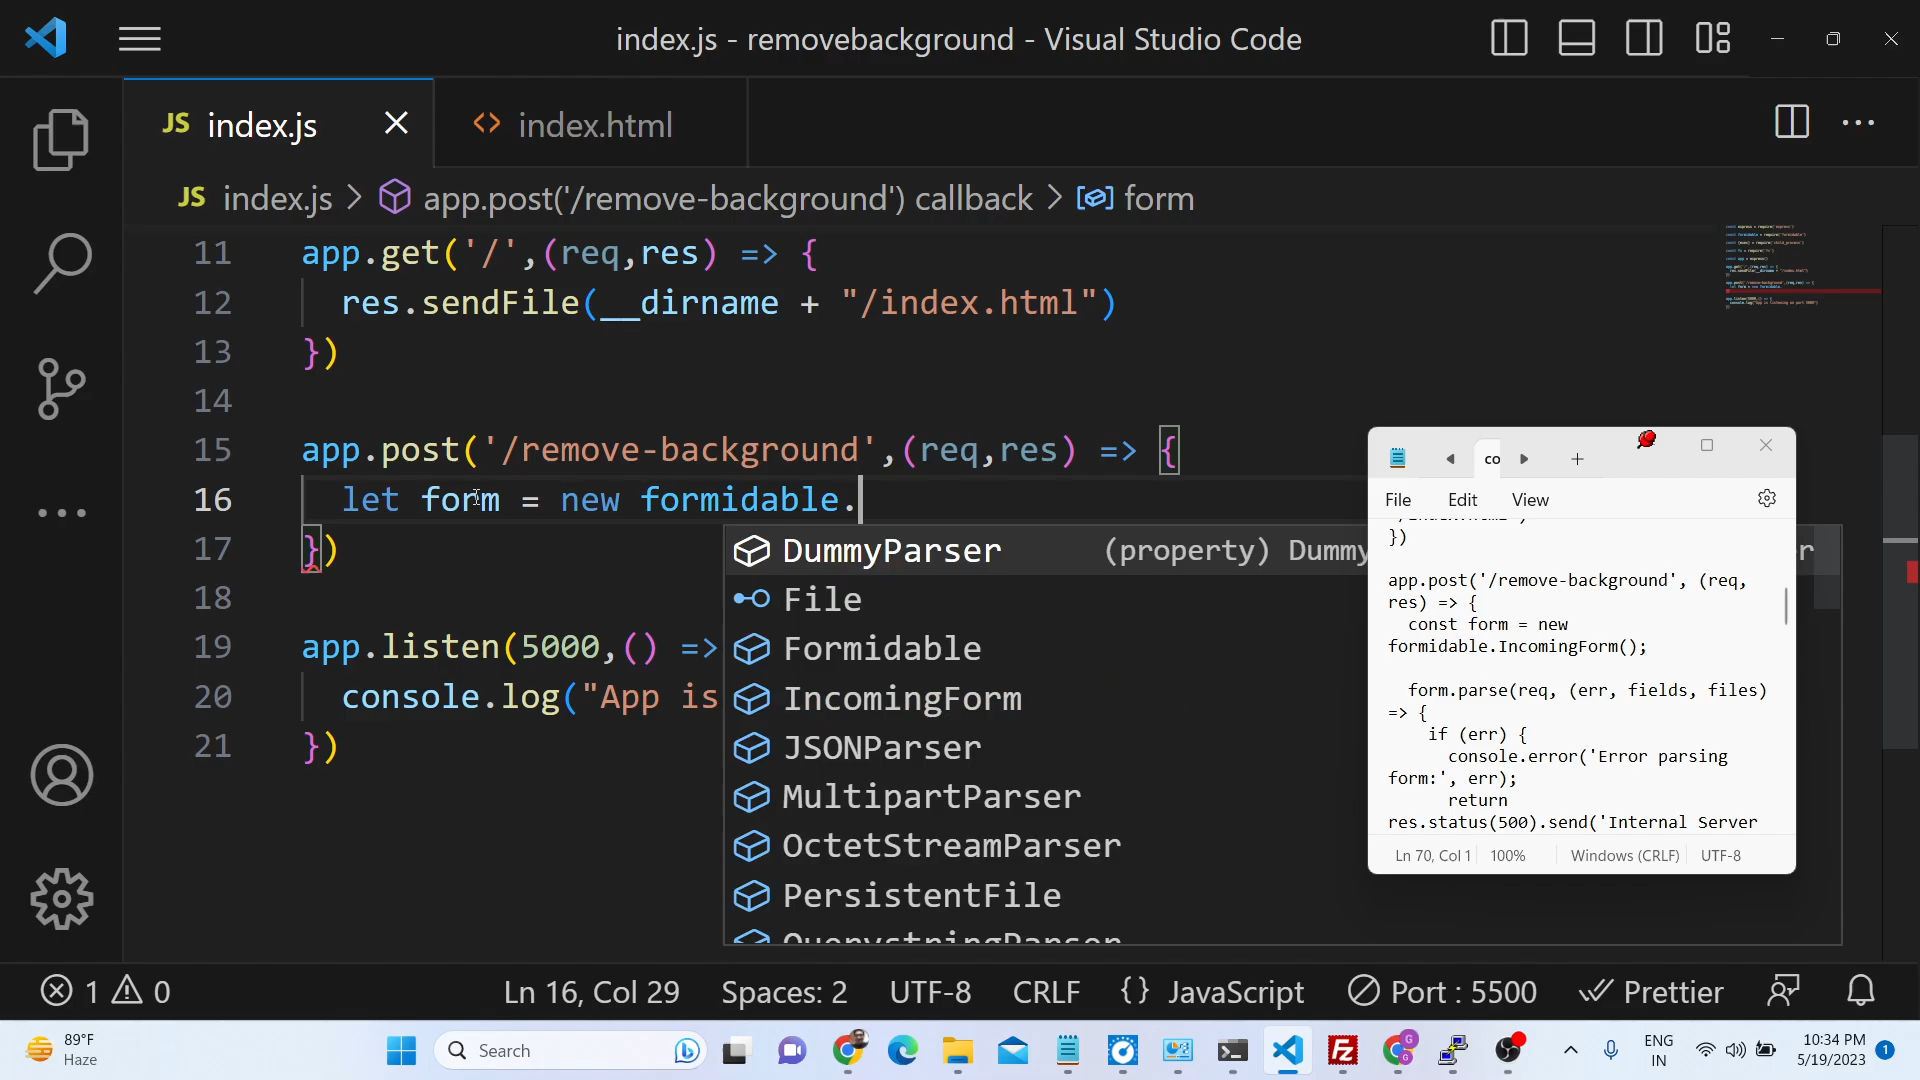 index.js - removebackground - Visual Studio Code
JS index.js
<> index.html
JS index.js > app.post('/remove-background') callback > form
11 app.get('/',(req,res) => {
12 res.sendFile(__dirname + "/index.html")
13 })
14
15 app.post('/remove-background',(req,res) => {
16 let form = new formidable.
17 })
18
19 app.listen(5000,() =>
20 console.log("App is
21 })
DummyParser (property) Dummy
File
Formidable
IncomingForm
JSONParser
MultipartParser
OctetStreamParser
PersistentFile
QuerystringParser
co
File Edit View
})
app.post('/remove-background', (req,
res) => {
const form = new
formidable.IncomingForm();
form.parse(req, (err, fields, files)
=> {
if (err) {
console.error('Error parsing
form:', err);
return
res.status(500).send('Internal Server
Ln 70, Col 1 100% Windows (CRLF) UTF-8
1 0 Ln 16, Col 29 Spaces: 2 UTF-8 CRLF {} JavaScript Port : 5500 Prettier
89°F
Haze
Search
ENG
IN
10:34 PM
5/19/2023
1